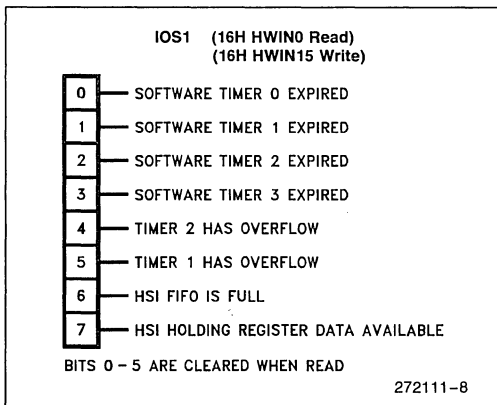 IOS1 (16H HWIN0 Read)
(16H HWIN15 Write)
0 SOFTWARE TIMER 0 EXPIRED
1 SOFTWARE TIMER 1 EXPIRED
2 SOFTWARE TIMER 2 EXPIRED
3 SOFTWARE TIMER 3 EXPIRED
4 TIMER 2 HAS OVERFLOW
5 TIMER 1 HAS OVERFLOW
6 HSI FIFO IS FULL
7 HSI HOLDING REGISTER DATA AVAILABLE
BITS 0 – 5 ARE CLEARED WHEN READ
272111–8